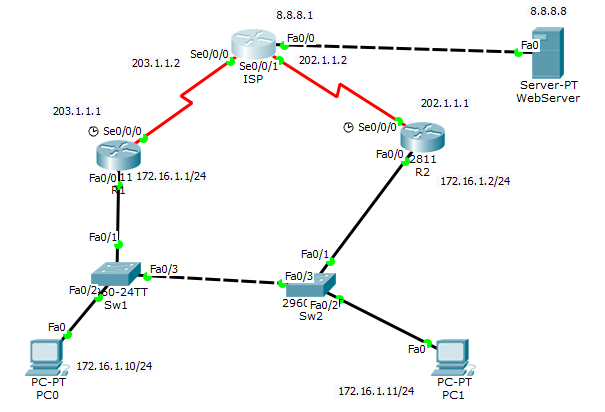 8.8.8.1
8.8.8.8
Fa0/0
Fa0
Se0/0/0
203.1.1.2
202.1.1.2
Se0/0/1
ISP
Server-PT
WebServer
203.1.1.1
202.1.1.1
Se0/0/0
Se0/0/0
2811
R2
Fa0/0
Fa0/0
11
R1
172.16.1.1/24
172.16.1.2/24
Fa0/1
Fa0/1
Fa0/3
Fa0/3
50-24TT
Sw1
Fa0/2
2960
Fa0/2
Sw2
Fa0
Fa0
172.16.1.10/24
PC-PT
PC0
172.16.1.11/24
PC-PT
PC1